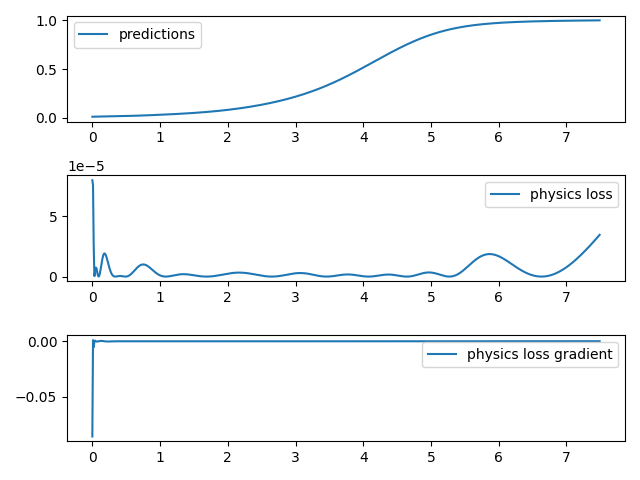 1.0
0.5
0.0
predictions
0 1 2 3 4 5 6 7
1e−5
5
0
physics loss
0 1 2 3 4 5 6 7
0.00
−0.05
physics loss gradient
0 1 2 3 4 5 6 7